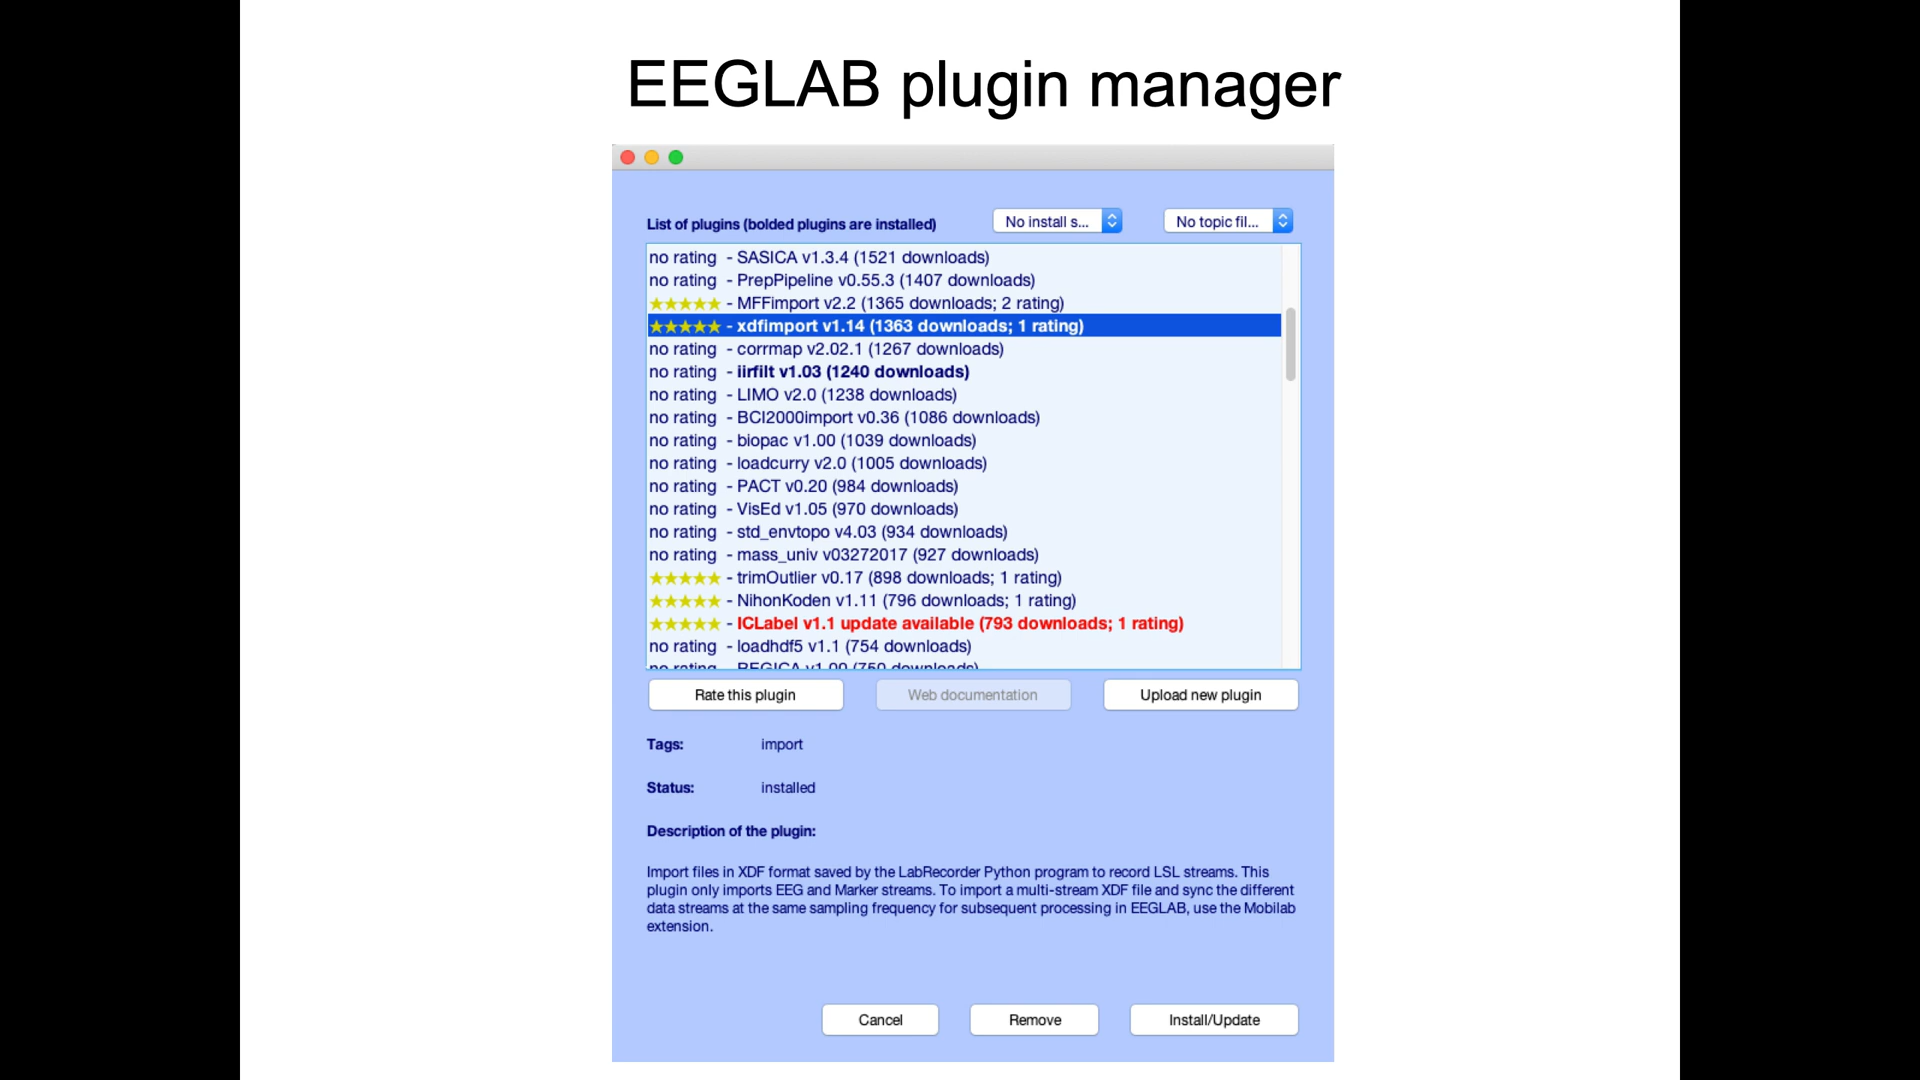 EEGLAB plugin manager
List of plugins (bolded plugins are installed)
No install s...
No topic fil...
no rating - SASICA v1.3.4 (1521 downloads)
no rating - PrepPipeline v0.55.3 (1407 downloads)
★★★★★ - MFFimport v2.2 (1365 downloads; 2 rating)
★★★★★ - xdfimport v1.14 (1363 downloads; 1 rating)
no rating - corrmap v2.02.1 (1267 downloads)
no rating - iirfilt v1.03 (1240 downloads)
no rating - LIMO v2.0 (1238 downloads)
no rating - BCI2000import v0.36 (1086 downloads)
no rating - biopac v1.00 (1039 downloads)
no rating - loadcurry v2.0 (1005 downloads)
no rating - PACT v0.20 (984 downloads)
no rating - VisEd v1.05 (970 downloads)
no rating - std_envtopo v4.03 (934 downloads)
no rating - mass_univ v03272017 (927 downloads)
★★★★★ - trimOutlier v0.17 (898 downloads; 1 rating)
★★★★★ - NihonKoden v1.11 (796 downloads; 1 rating)
★★★★★ - ICLabel v1.1 update available (793 downloads; 1 rating)
no rating - loadhdf5 v1.1 (754 downloads)
no rating - REGICA v1.00 (750 downloads)
Rate this plugin
Web documentation
Upload new plugin
Tags: import
Status: installed
Description of the plugin:
Import files in XDF format saved by the LabRecorder Python program to record LSL streams. This
plugin only imports EEG and Marker streams. To import a multi-stream XDF file and sync the different
data streams at the same sampling frequency for subsequent processing in EEGLAB, use the Mobilab
extension.
Cancel
Remove
Install/Update